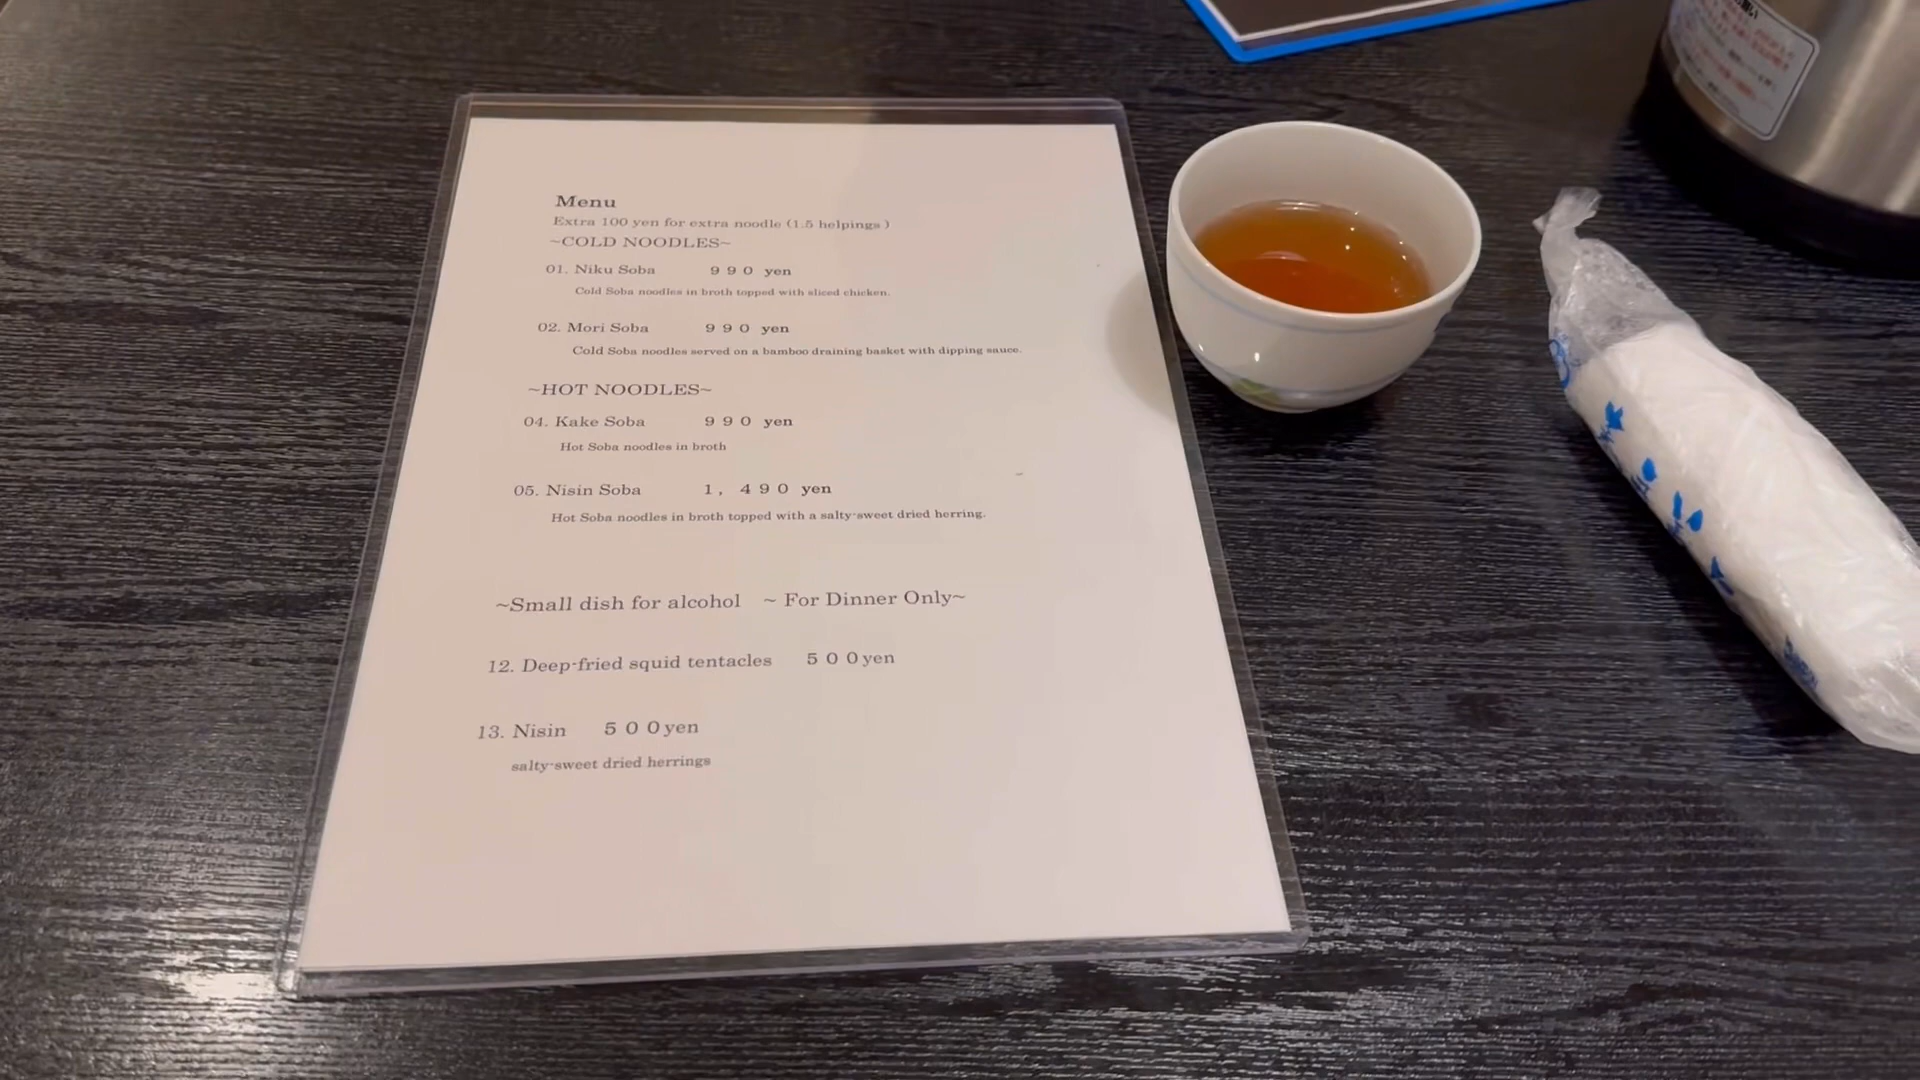 Menu
Extra 100 yen for extra noodle (1.5 helpings )
~COLD NOODLES~
01. Niku Soba 990 yen
Cold Soba noodles in broth topped with sliced chicken.
02. Mori Soba 990 yen
Cold Soba noodles served on a bamboo draining basket with dipping sauce.
~HOT NOODLES~
04. Kake Soba 990 yen
Hot Soba noodles in broth
05. Nisin Soba 1, 490 yen
Hot Soba noodles in broth topped with a salty-sweet dried herring.
~Small dish for alcohol ~ For Dinner Only~
12. Deep-fried squid tentacles 500yen
13. Nisin 500yen
salty-sweet dried herrings